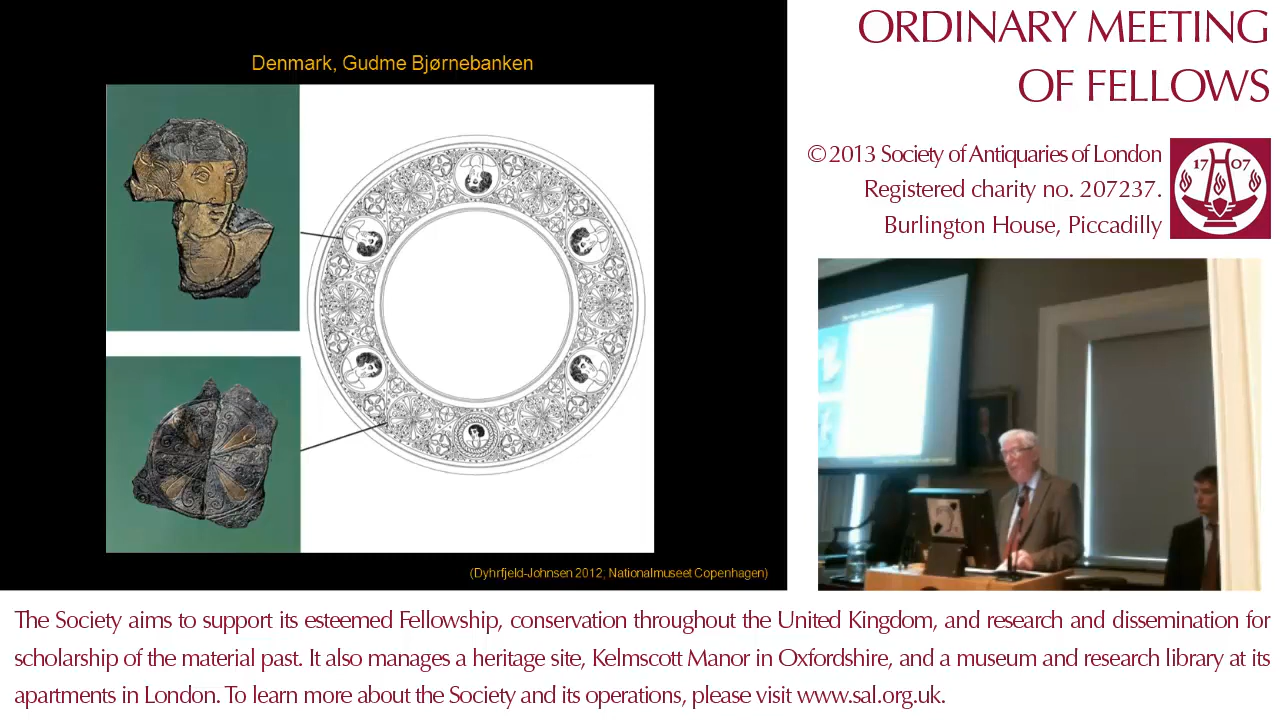 Denmark, Gudme Bjørnebanken
(Dyhrfjeld-Johnsen 2012; Nationalmuseet Copenhagen)
ORDINARY MEETING
OF FELLOWS
© 2013 Society of Antiquaries of London
Registered charity no. 207237.
Burlington House, Piccadilly
17 07
The Society aims to support its esteemed Fellowship, conservation throughout the United Kingdom, and research and dissemination for
scholarship of the material past. It also manages a heritage site, Kelmscott Manor in Oxfordshire, and a museum and research library at its
apartments in London. To learn more about the Society and its operations, please visit www.sal.org.uk.